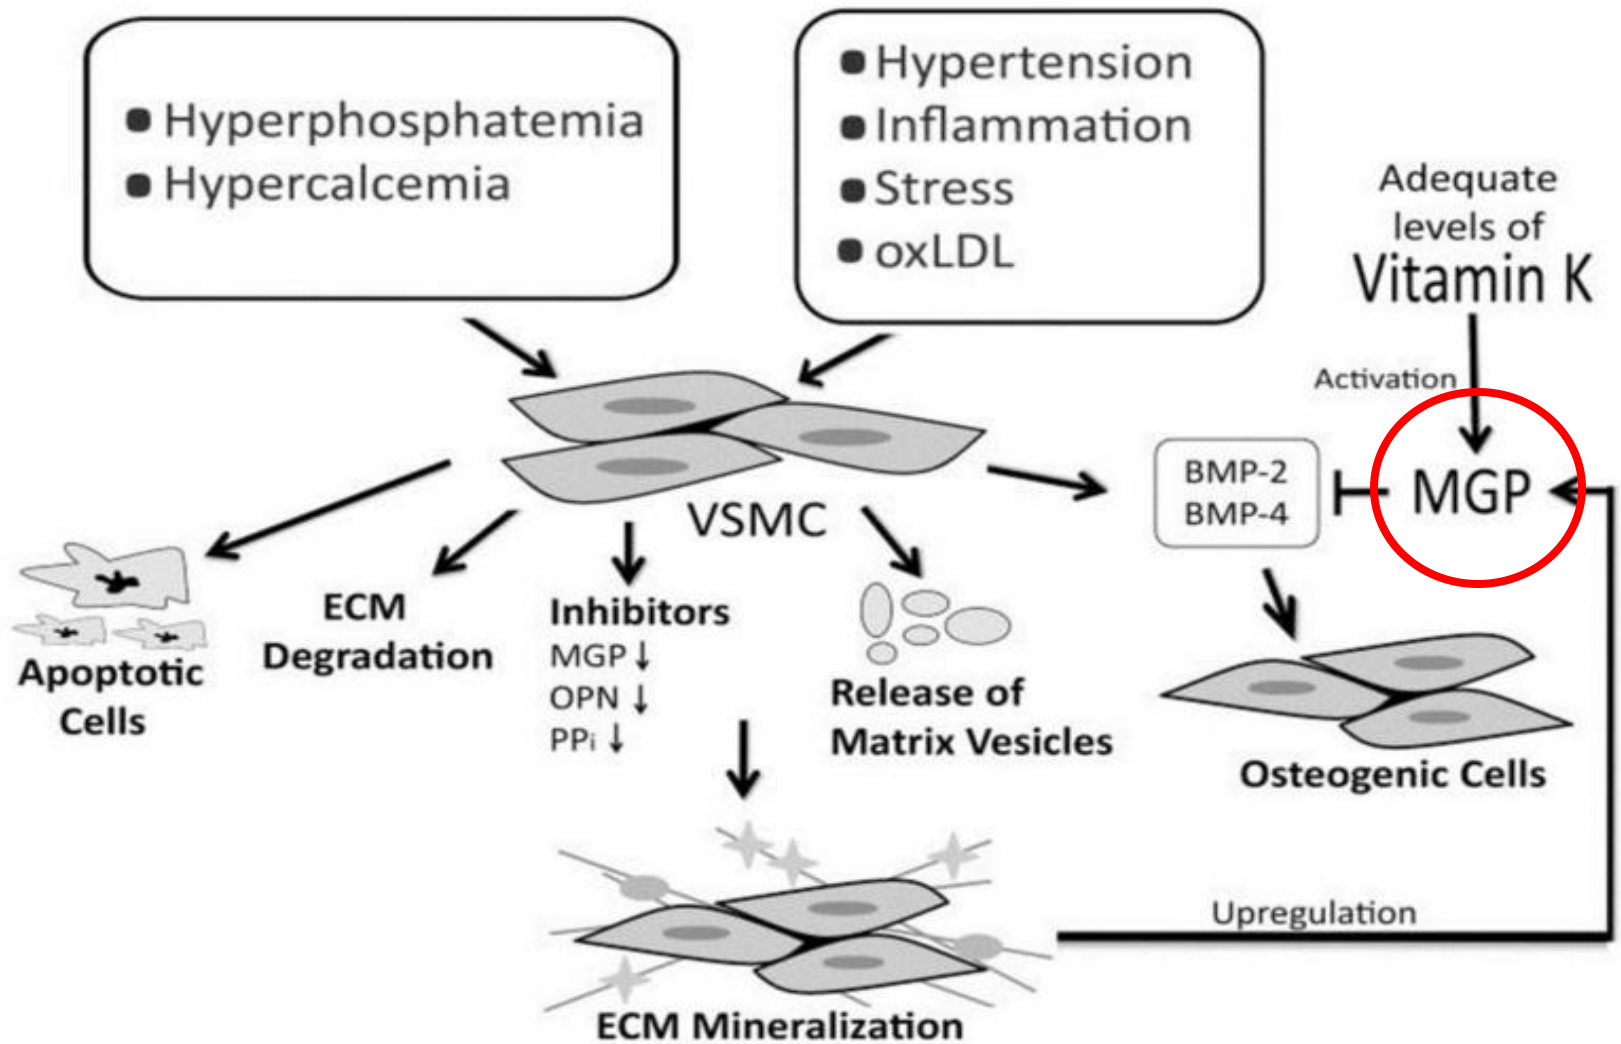 Hyperphosphatemia
Hypercalcemia
Hypertension
Inflammation
Stress
oxLDL
Adequate
levels of
Vitamin K
Activation
BMP-2
BMP-4
MGP
VSMC
Apoptotic
Cells
ECM
Degradation
Inhibitors
MGP ↓
OPN ↓
PPi ↓
Release of
Matrix Vesicles
Osteogenic Cells
Upregulation
ECM Mineralization